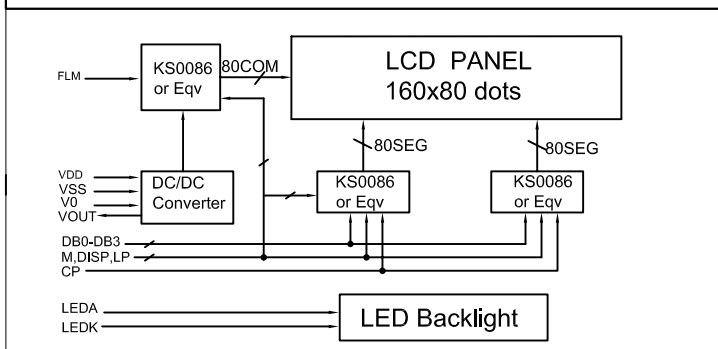 FLM
KS0086
or Eqv
80COM
LCD PANEL
160x80 dots
80SEG
80SEG
VDD
VSS
V0
VOUT
DC/DC
Converter
KS0086
or Eqv
KS0086
or Eqv
DB0-DB3
M,DISP,LP
CP
LEDA
LEDK
LED Backlight